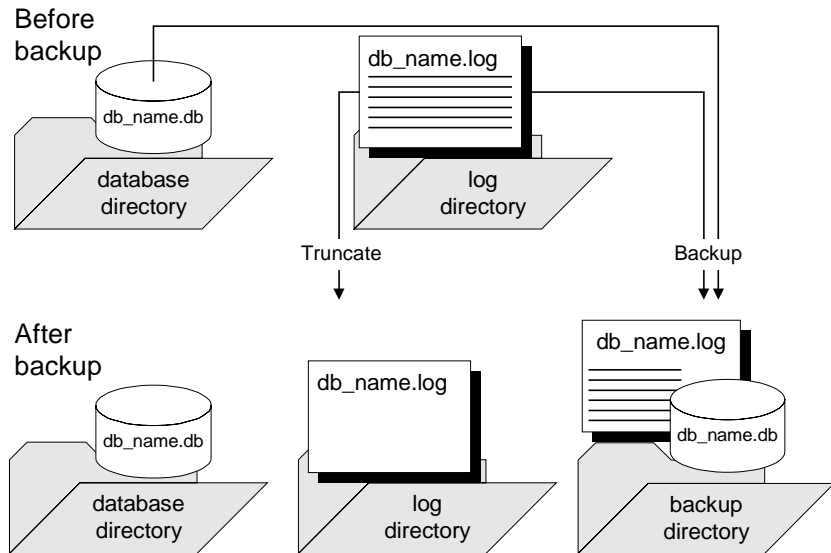 Before
backup
db_name.db
database
directory
db_name.log
log
directory
Truncate
Backup
After
backup
db_name.db
database
directory
db_name.log
log
directory
db_name.log
db_name.db
backup
directory